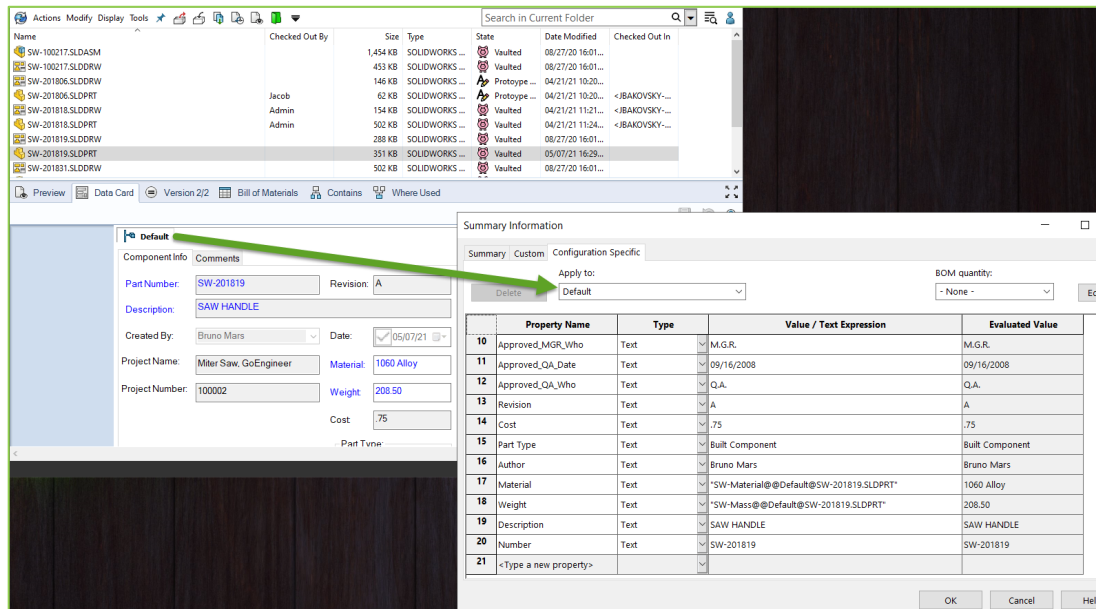 Actions Modify Display Tools Search in Current Folder
Name Checked Out By Size Type State Date Modified Checked Out In
SW-100217.SLDASM 1,454 KB SOLIDWORKS ... Vaulted 08/27/20 16:01...
SW-100217.SLDDRW 453 KB SOLIDWORKS ... Vaulted 08/27/20 16:01...
SW-201806.SLDDRW 146 KB SOLIDWORKS ... Protoype ... 04/21/21 10:20...
SW-201806.SLDPRT Jacob 62 KB SOLIDWORKS ... Protoype ... 04/21/21 10:20... <JBAKOVSKY-...
SW-201818.SLDDRW Admin 154 KB SOLIDWORKS ... Vaulted 04/21/21 11:21... <JBAKOVSKY-...
SW-201818.SLDPRT Admin 502 KB SOLIDWORKS ... Vaulted 04/21/21 11:24... <JBAKOVSKY-...
SW-201819.SLDDRW 288 KB SOLIDWORKS ... Vaulted 08/27/20 16:01...
SW-201819.SLDPRT 351 KB SOLIDWORKS ... Vaulted 05/07/21 16:29...
SW-201831.SLDDRW 502 KB SOLIDWORKS ... Vaulted 08/27/20 16:01...
Preview Data Card Version 2/2 Bill of Materials Contains Where Used
Default
Component Info Comments
Part Number: SW-201819 Revision: A
Description: SAW HANDLE
Created By: Bruno Mars Date: 05/07/21
Project Name: Miter Saw, GoEngineer Material: 1060 Alloy
Project Number: 100002 Weight: 208.50
Cost .75
Part Type:
Summary Information
Summary Custom Configuration Specific
Apply to: BOM quantity:
Delete Default - None -
Property Name Type Value / Text Expression Evaluated Value
10 Approved_MGR_Who Text M.G.R. M.G.R.
11 Approved_QA_Date Text 09/16/2008 09/16/2008
12 Approved_QA_Who Text Q.A. Q.A.
13 Revision Text A A
14 Cost Text .75 .75
15 Part Type Text Built Component Built Component
16 Author Text Bruno Mars Bruno Mars
17 Material Text "SW-Material@@Default@SW-201819.SLDPRT" 1060 Alloy
18 Weight Text "SW-Mass@@Default@SW-201819.SLDPRT" 208.50
19 Description Text SAW HANDLE SAW HANDLE
20 Number Text SW-201819 SW-201819
21 <Type a new property>
OK Cancel